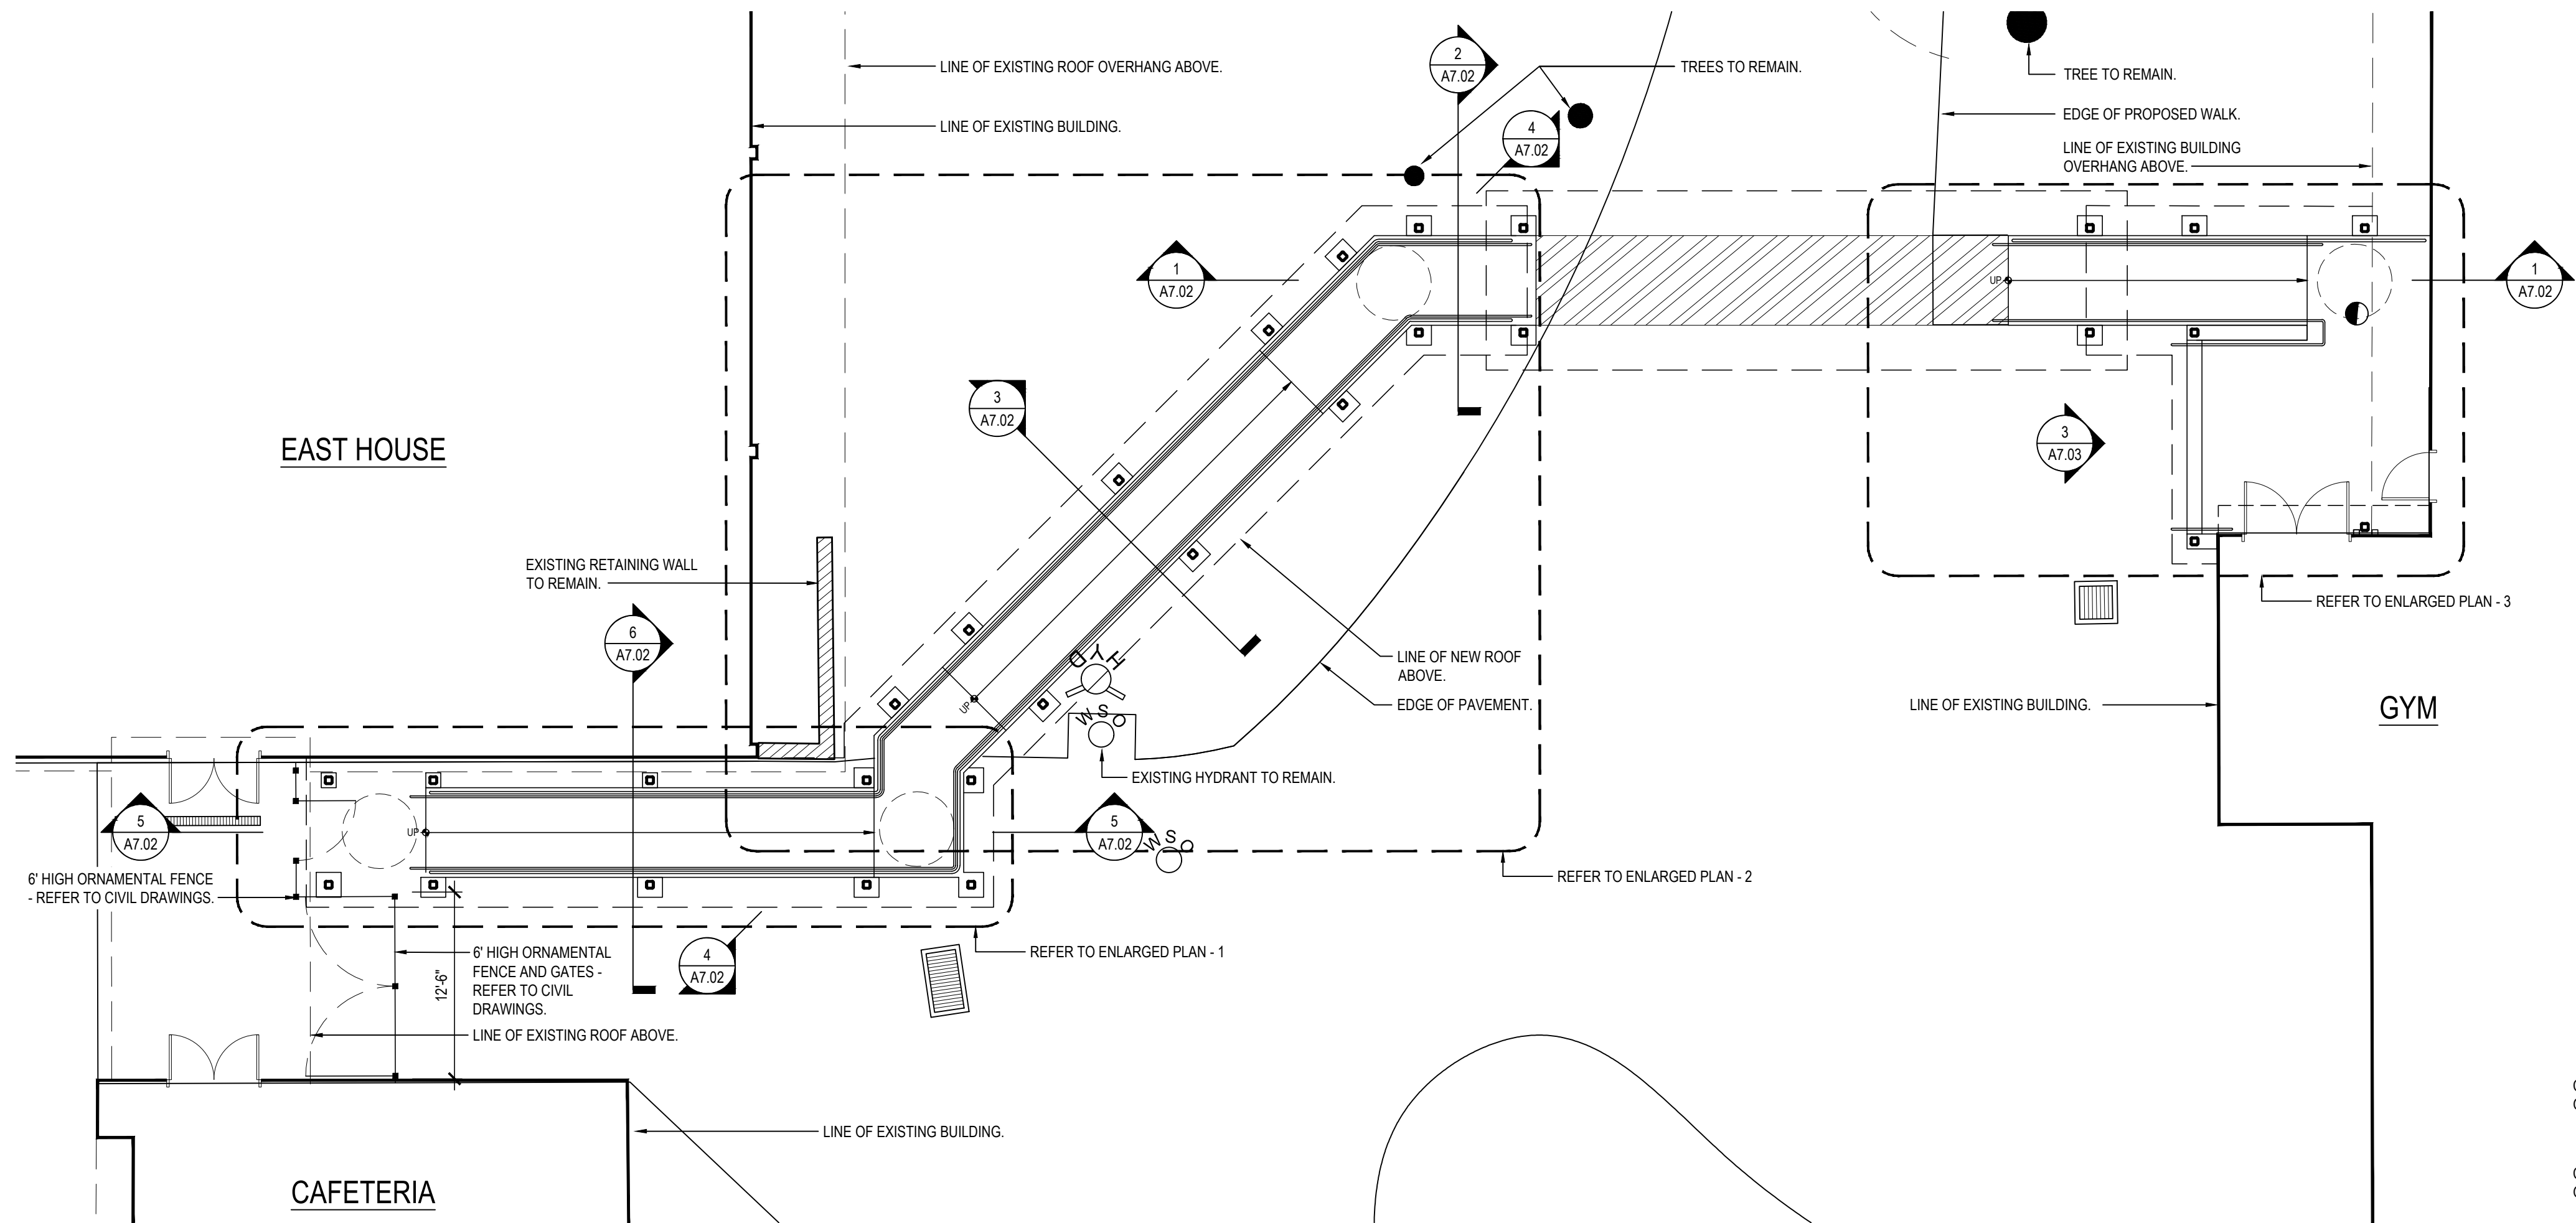 LINE OF EXISTING ROOF OVERHANG ABOVE.
LINE OF EXISTING BUILDING.
2
A7.02
4
A7.02
TREES TO REMAIN.
TREE TO REMAIN.
EDGE OF PROPOSED WALK.
LINE OF EXISTING BUILDING
OVERHANG ABOVE.
1
A7.02
UP
1
A7.02
3
A7.02
3
A7.03
EAST HOUSE
EXISTING RETAINING WALL
TO REMAIN.
6
A7.02
REFER TO ENLARGED PLAN - 3
LINE OF NEW ROOF
ABOVE.
EDGE OF PAVEMENT.
LINE OF EXISTING BUILDING.
GYM
UP
HYD
WSO
EXISTING HYDRANT TO REMAIN.
5
A7.02
UP
5
A7.02
WSO
6' HIGH ORNAMENTAL FENCE
- REFER TO CIVIL DRAWINGS.
REFER TO ENLARGED PLAN - 2
4
A7.02
REFER TO ENLARGED PLAN - 1
12'-6"
6' HIGH ORNAMENTAL
FENCE AND GATES -
REFER TO CIVIL
DRAWINGS.
LINE OF EXISTING ROOF ABOVE.
LINE OF EXISTING BUILDING.
CAFETERIA